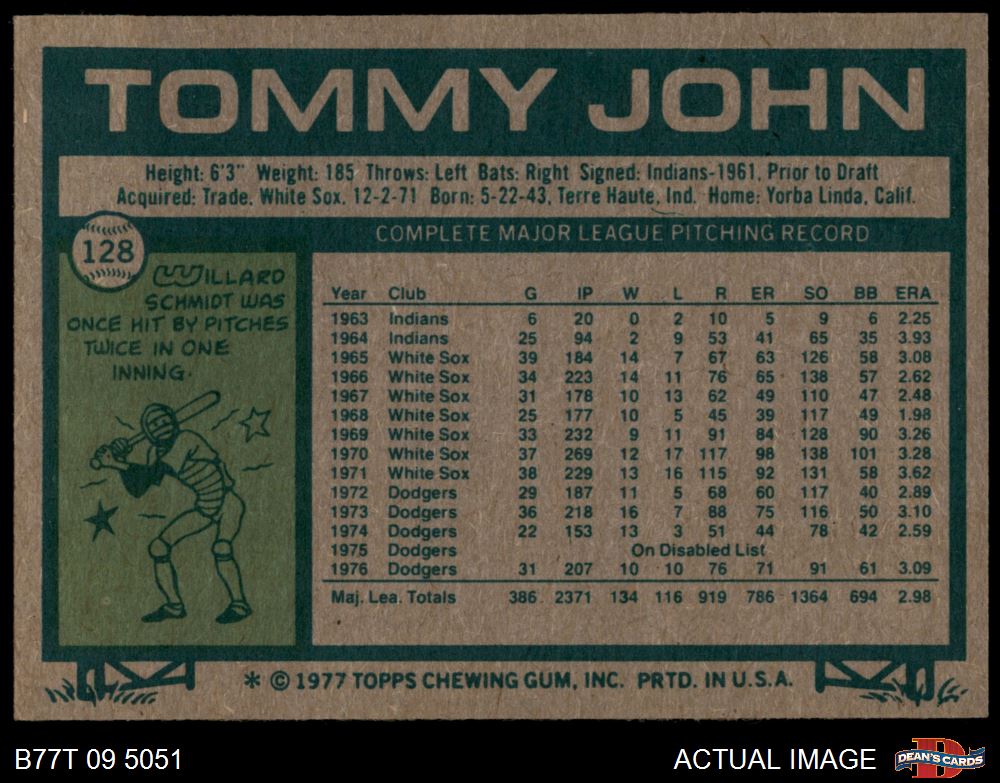 TOMMY JOHN
Height: 6'3" Weight: 185 Throws: Left Bats: Right Signed: Indians-1961, Prior to Draft
Acquired: Trade, White Sox, 12-2-71 Born: 5-22-43, Terre Haute, Ind. Home: Yorba Linda, Calif.
128
COMPLETE MAJOR LEAGUE PITCHING RECORD
WILLARD
SCHMIDT WAS
ONCE HIT BY PITCHES
TWICE IN ONE
INNING.
Year Club G IP W L R ER SO BB ERA
1963 Indians 6 20 0 2 10 5 9 6 2.25
1964 Indians 25 94 2 9 53 41 65 35 3.93
1965 White Sox 39 184 14 7 67 63 126 58 3.08
1966 White Sox 34 223 14 11 76 65 138 57 2.62
1967 White Sox 31 178 10 13 62 49 110 47 2.48
1968 White Sox 25 177 10 5 45 39 117 49 1.98
1969 White Sox 33 232 9 11 91 84 128 90 3.26
1970 White Sox 37 269 12 17 117 98 138 101 3.28
1971 White Sox 38 229 13 16 115 92 131 58 3.62
1972 Dodgers 29 187 11 5 68 60 117 40 2.89
1973 Dodgers 36 218 16 7 88 75 116 50 3.10
1974 Dodgers 22 153 13 3 51 44 78 42 2.59
1975 Dodgers On Disabled List
1976 Dodgers 31 207 10 10 76 71 91 61 3.09
Maj. Lea. Totals 386 2371 134 116 919 786 1364 694 2.98
* © 1977 TOPPS CHEWING GUM, INC. PRTD. IN U.S.A.
B77T 09 5051
ACTUAL IMAGE
D
DEAN'S CARDS